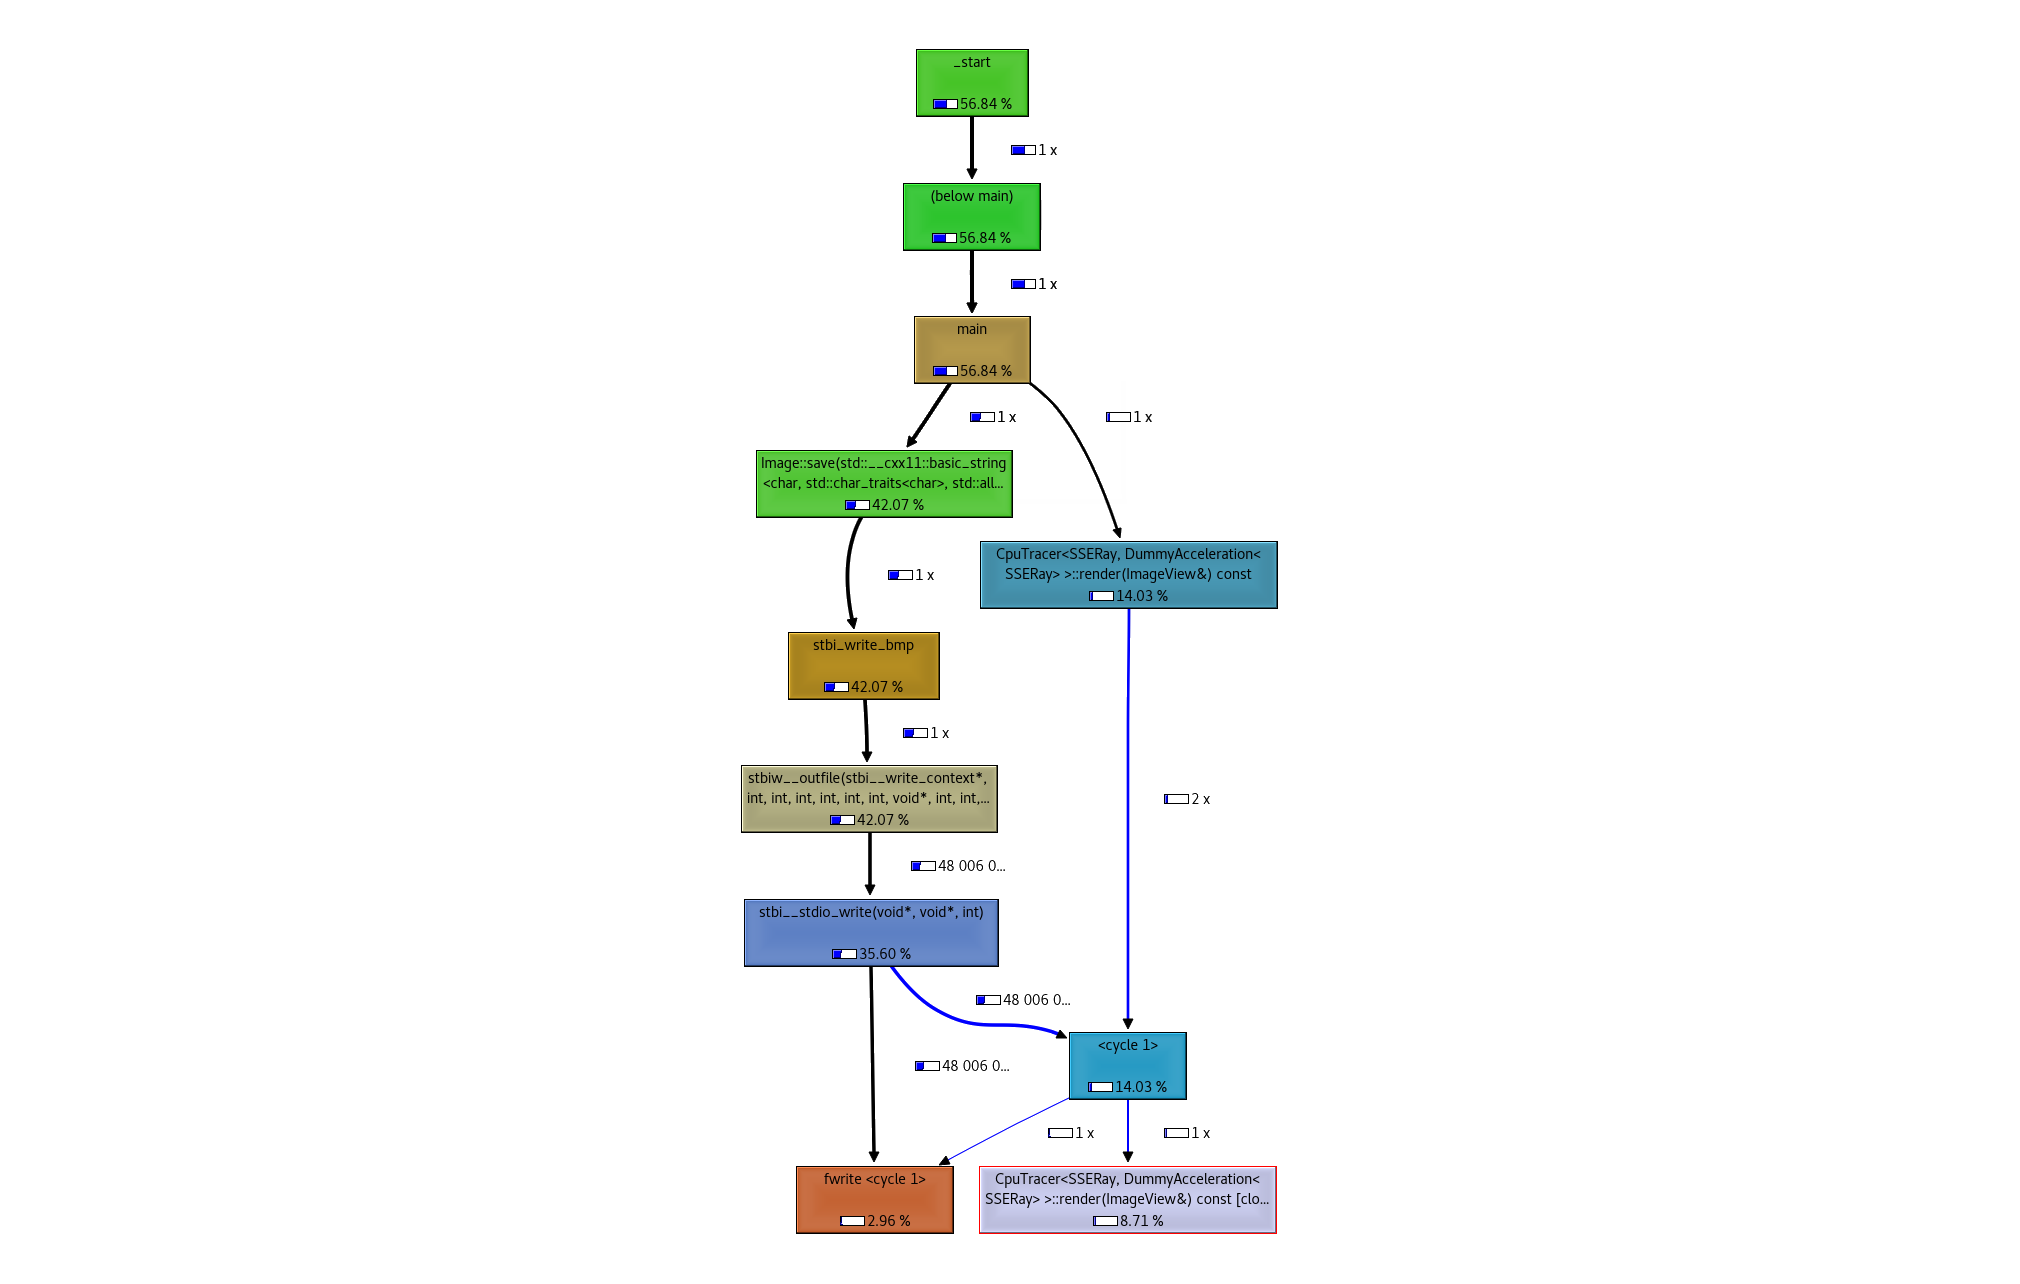 _start
56.84 %
1 x
(below main)
56.84 %
1 x
main
56.84 %
1 x
1 x
Image::save(std::__cxx11::basic_string
<char, std::char_traits<char>, std::all...
42.07 %
CpuTracer<SSERay, DummyAcceleration<
SSERay> >::render(ImageView&) const
14.03 %
1 x
stbi_write_bmp
42.07 %
1 x
stbiw__outfile(stbi__write_context*,
int, int, int, int, int, int, void*, int, int,...
42.07 %
2 x
48 006 0...
stbi__stdio_write(void*, void*, int)
35.60 %
48 006 0...
<cycle 1>
14.03 %
48 006 0...
1 x
1 x
fwrite <cycle 1>
2.96 %
CpuTracer<SSERay, DummyAcceleration<
SSERay> >::render(ImageView&) const [clo...
8.71 %